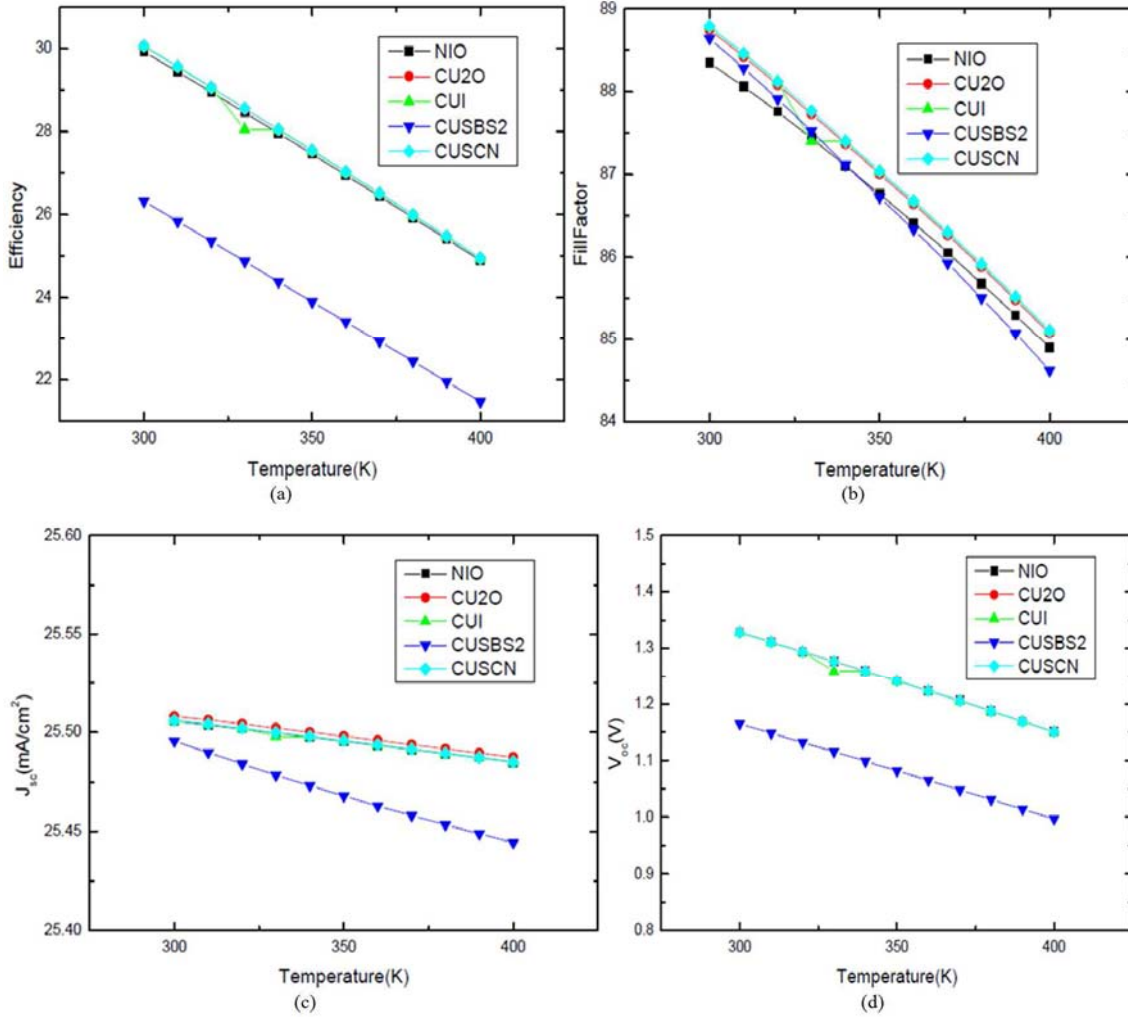 30
28
26
24
22
300
350
400
Efficiency
Temperature(K)
NIO
CU2O
CUI
CUSBS2
CUSCN
(a)
89
88
87
86
85
84
300
350
400
FillFactor
Temperature(K)
NIO
CU2O
CUI
CUSBS2
CUSCN
(b)
25.60
25.55
25.50
25.45
25.40
300
350
400
Jsc(mA/cm²)
Temperature(K)
NIO
CU2O
CUI
CUSBS2
CUSCN
(c)
1.5
1.4
1.3
1.2
1.1
1.0
0.9
0.8
300
350
400
Voc(V)
Temperature(K)
NIO
CU2O
CUI
CUSBS2
CUSCN
(d)